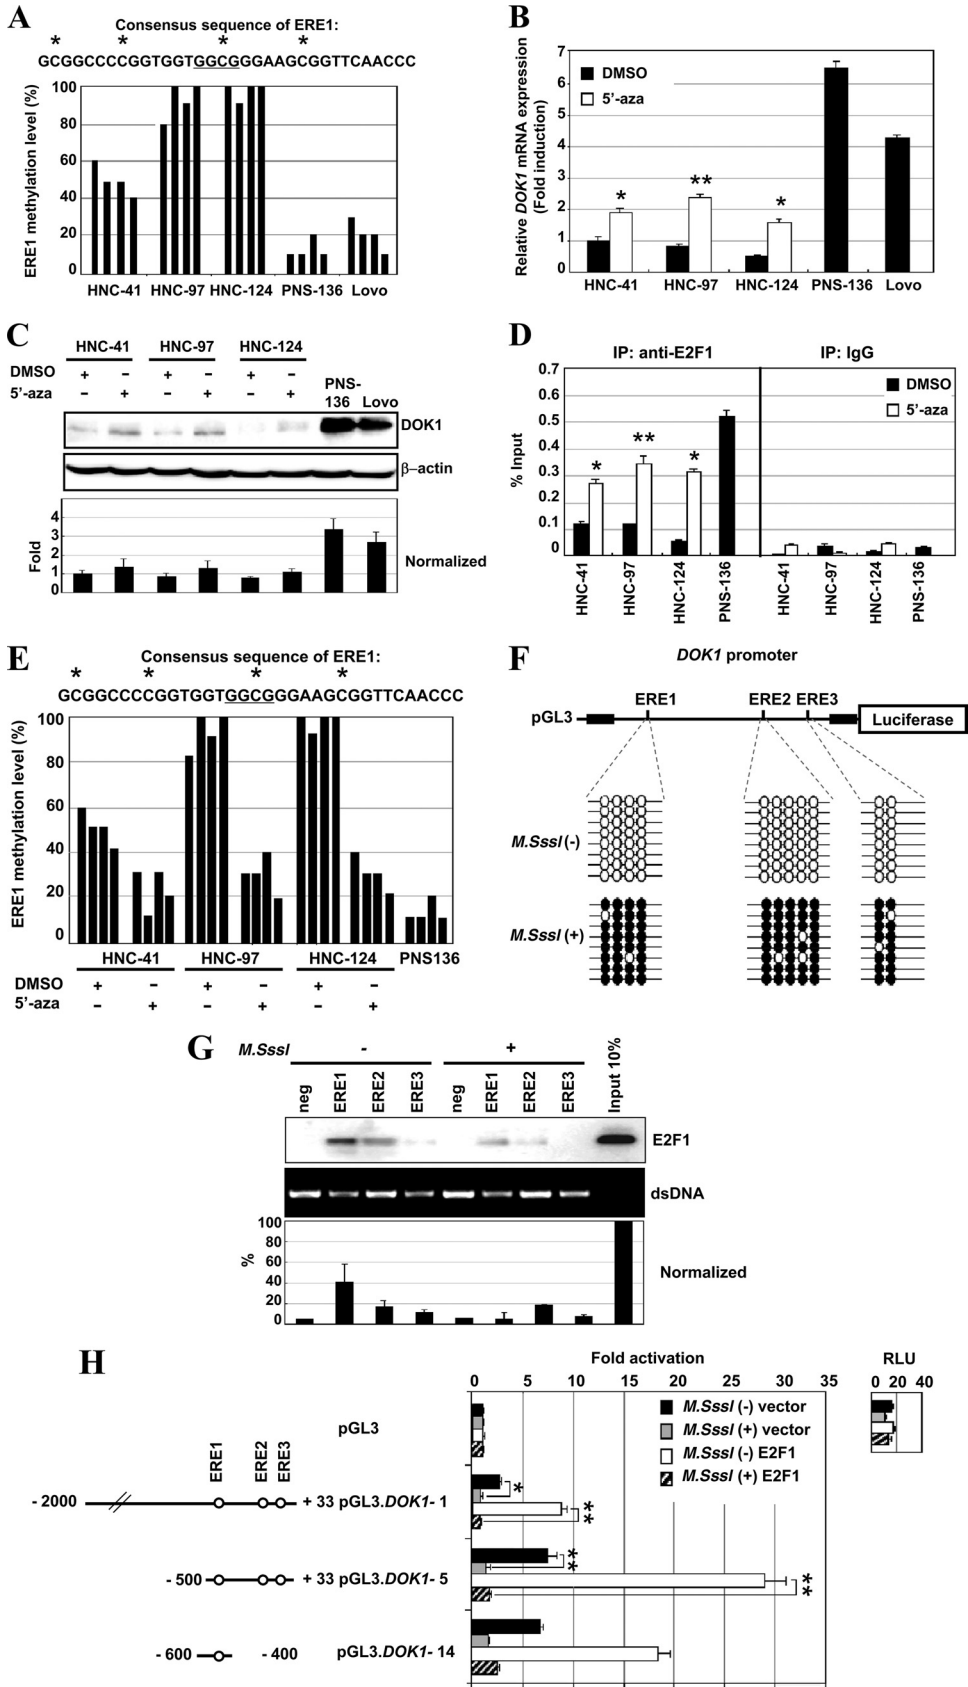 A
Consensus sequence of ERE1:
* * * *
GCGGCCCCGGTGGTGGCGGGAAGCGGTTCAACCC
ERE1 methylation level (%)
100
80
60
40
20
0
HNC-41 HNC-97 HNC-124 PNS-136 Lovo
B
Relative DOK1 mRNA expression
(Fold induction)
7
6
5
4
3
2
1
0
DMSO
5’-aza
* ** *
HNC-41 HNC-97 HNC-124 PNS-136 Lovo
C
HNC-41 HNC-97 HNC-124
DMSO + – + – + –
5’-aza – + – + – +
PNS-
136 Lovo
DOK1
β–actin
Fold
4
3
2
1
0
Normalized
D
IP: anti-E2F1 IP: IgG
% Input
0.7
0.6
0.5
0.4
0.3
0.2
0.1
0
DMSO
5’-aza
* ** *
HNC-41 HNC-97 HNC-124 PNS-136 HNC-41 HNC-97 HNC-124 PNS-136
E
Consensus sequence of ERE1:
* * * *
GCGGCCCCGGTGGTGGCGGGAAGCGGTTCAACCC
ERE1 methylation level (%)
100
80
60
40
20
0
HNC-41 HNC-97 HNC-124 PNS136
DMSO + – + – + –
5’-aza – + – + – +
F
DOK1 promoter
ERE1 ERE2 ERE3
pGL3 Luciferase
M.SssI (-)
M.SssI (+)
G
M.SssI - +
neg ERE1 ERE2 ERE3 neg ERE1 ERE2 ERE3 Input 10%
E2F1
dsDNA
%
100
80
60
40
20
0
Normalized
H
Fold activation RLU
0 5 10 15 20 25 30 35 0 20 40
M.SssI (-) vector
M.SssI (+) vector
M.SssI (-) E2F1
M.SssI (+) E2F1
pGL3
ERE1 ERE2 ERE3
- 2000 + 33 pGL3.DOK1- 1
*
**
- 500 + 33 pGL3.DOK1- 5
**
**
- 600 - 400 pGL3.DOK1- 14